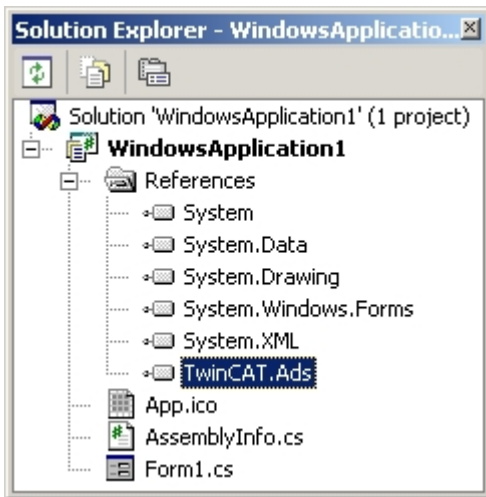 Solution Explorer - WindowsApplicatio...
Solution 'WindowsApplication1' (1 project)
WindowsApplication1
References
System
System.Data
System.Drawing
System.Windows.Forms
System.XML
TwinCAT.Ads
App.ico
AssemblyInfo.cs
Form1.cs